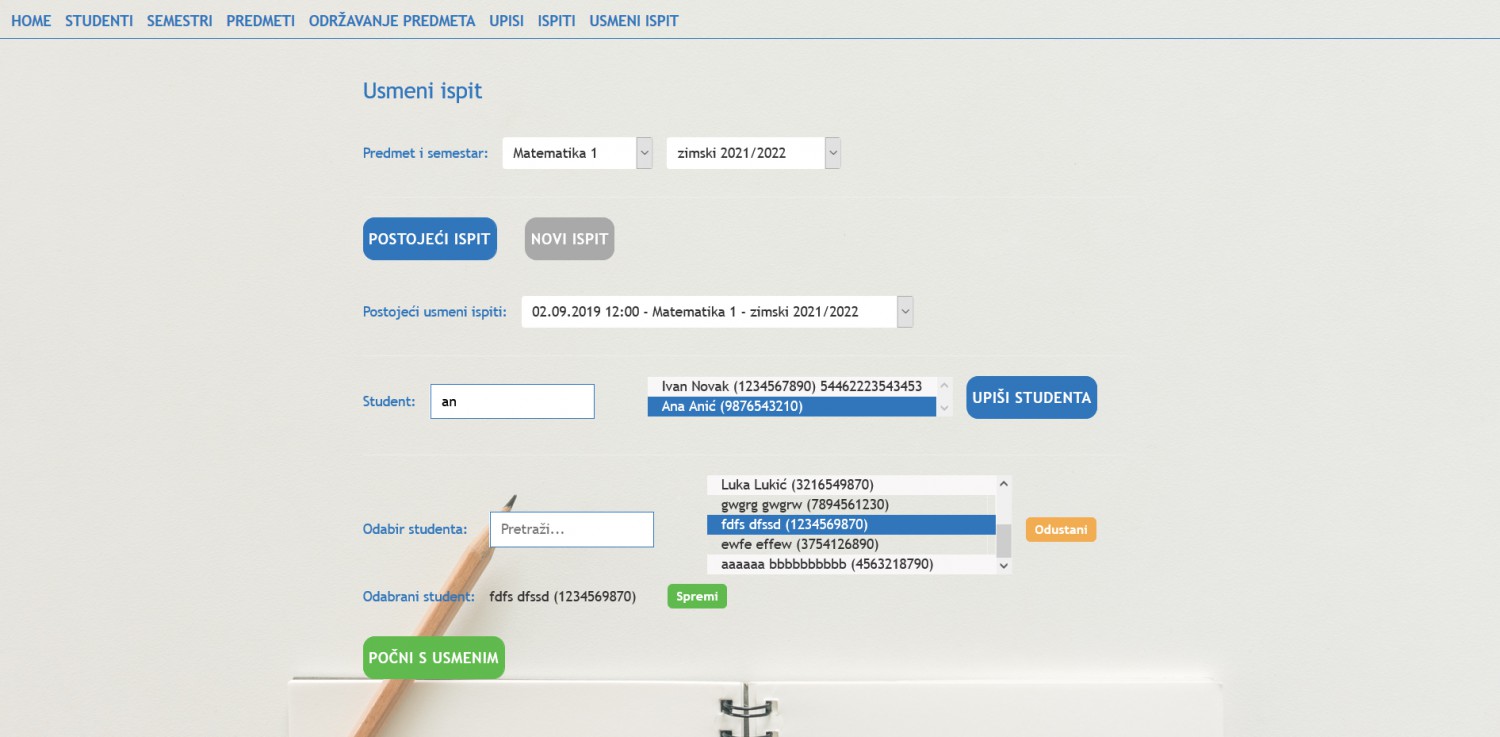 HOME STUDENTI SEMESTRI PREDMETI ODRŽAVANJE PREDMETA UPISI ISPITI USMENI ISPIT
Usmeni ispit
Predmet i semestar: Matematika 1 zimski 2021/2022
POSTOJEĆI ISPIT NOVI ISPIT
Postojeći usmeni ispiti: 02.09.2019 12:00 - Matematika 1 - zimski 2021/2022
Student: an
Ivan Novak (1234567890) 54462223543453
Ana Anić (9876543210)
UPIŠI STUDENTA
Odabir studenta: Pretraži...
Luka Lukić (3216549870)
gwgrg gwgrw (7894561230)
fdfs dfssd (1234569870)
ewfe effew (3754126890)
aaaaaa bbbbbbbbbb (4563218790)
Odustani
Odabrani student: fdfs dfssd (1234569870) Spremi
POČNI S USMENIM